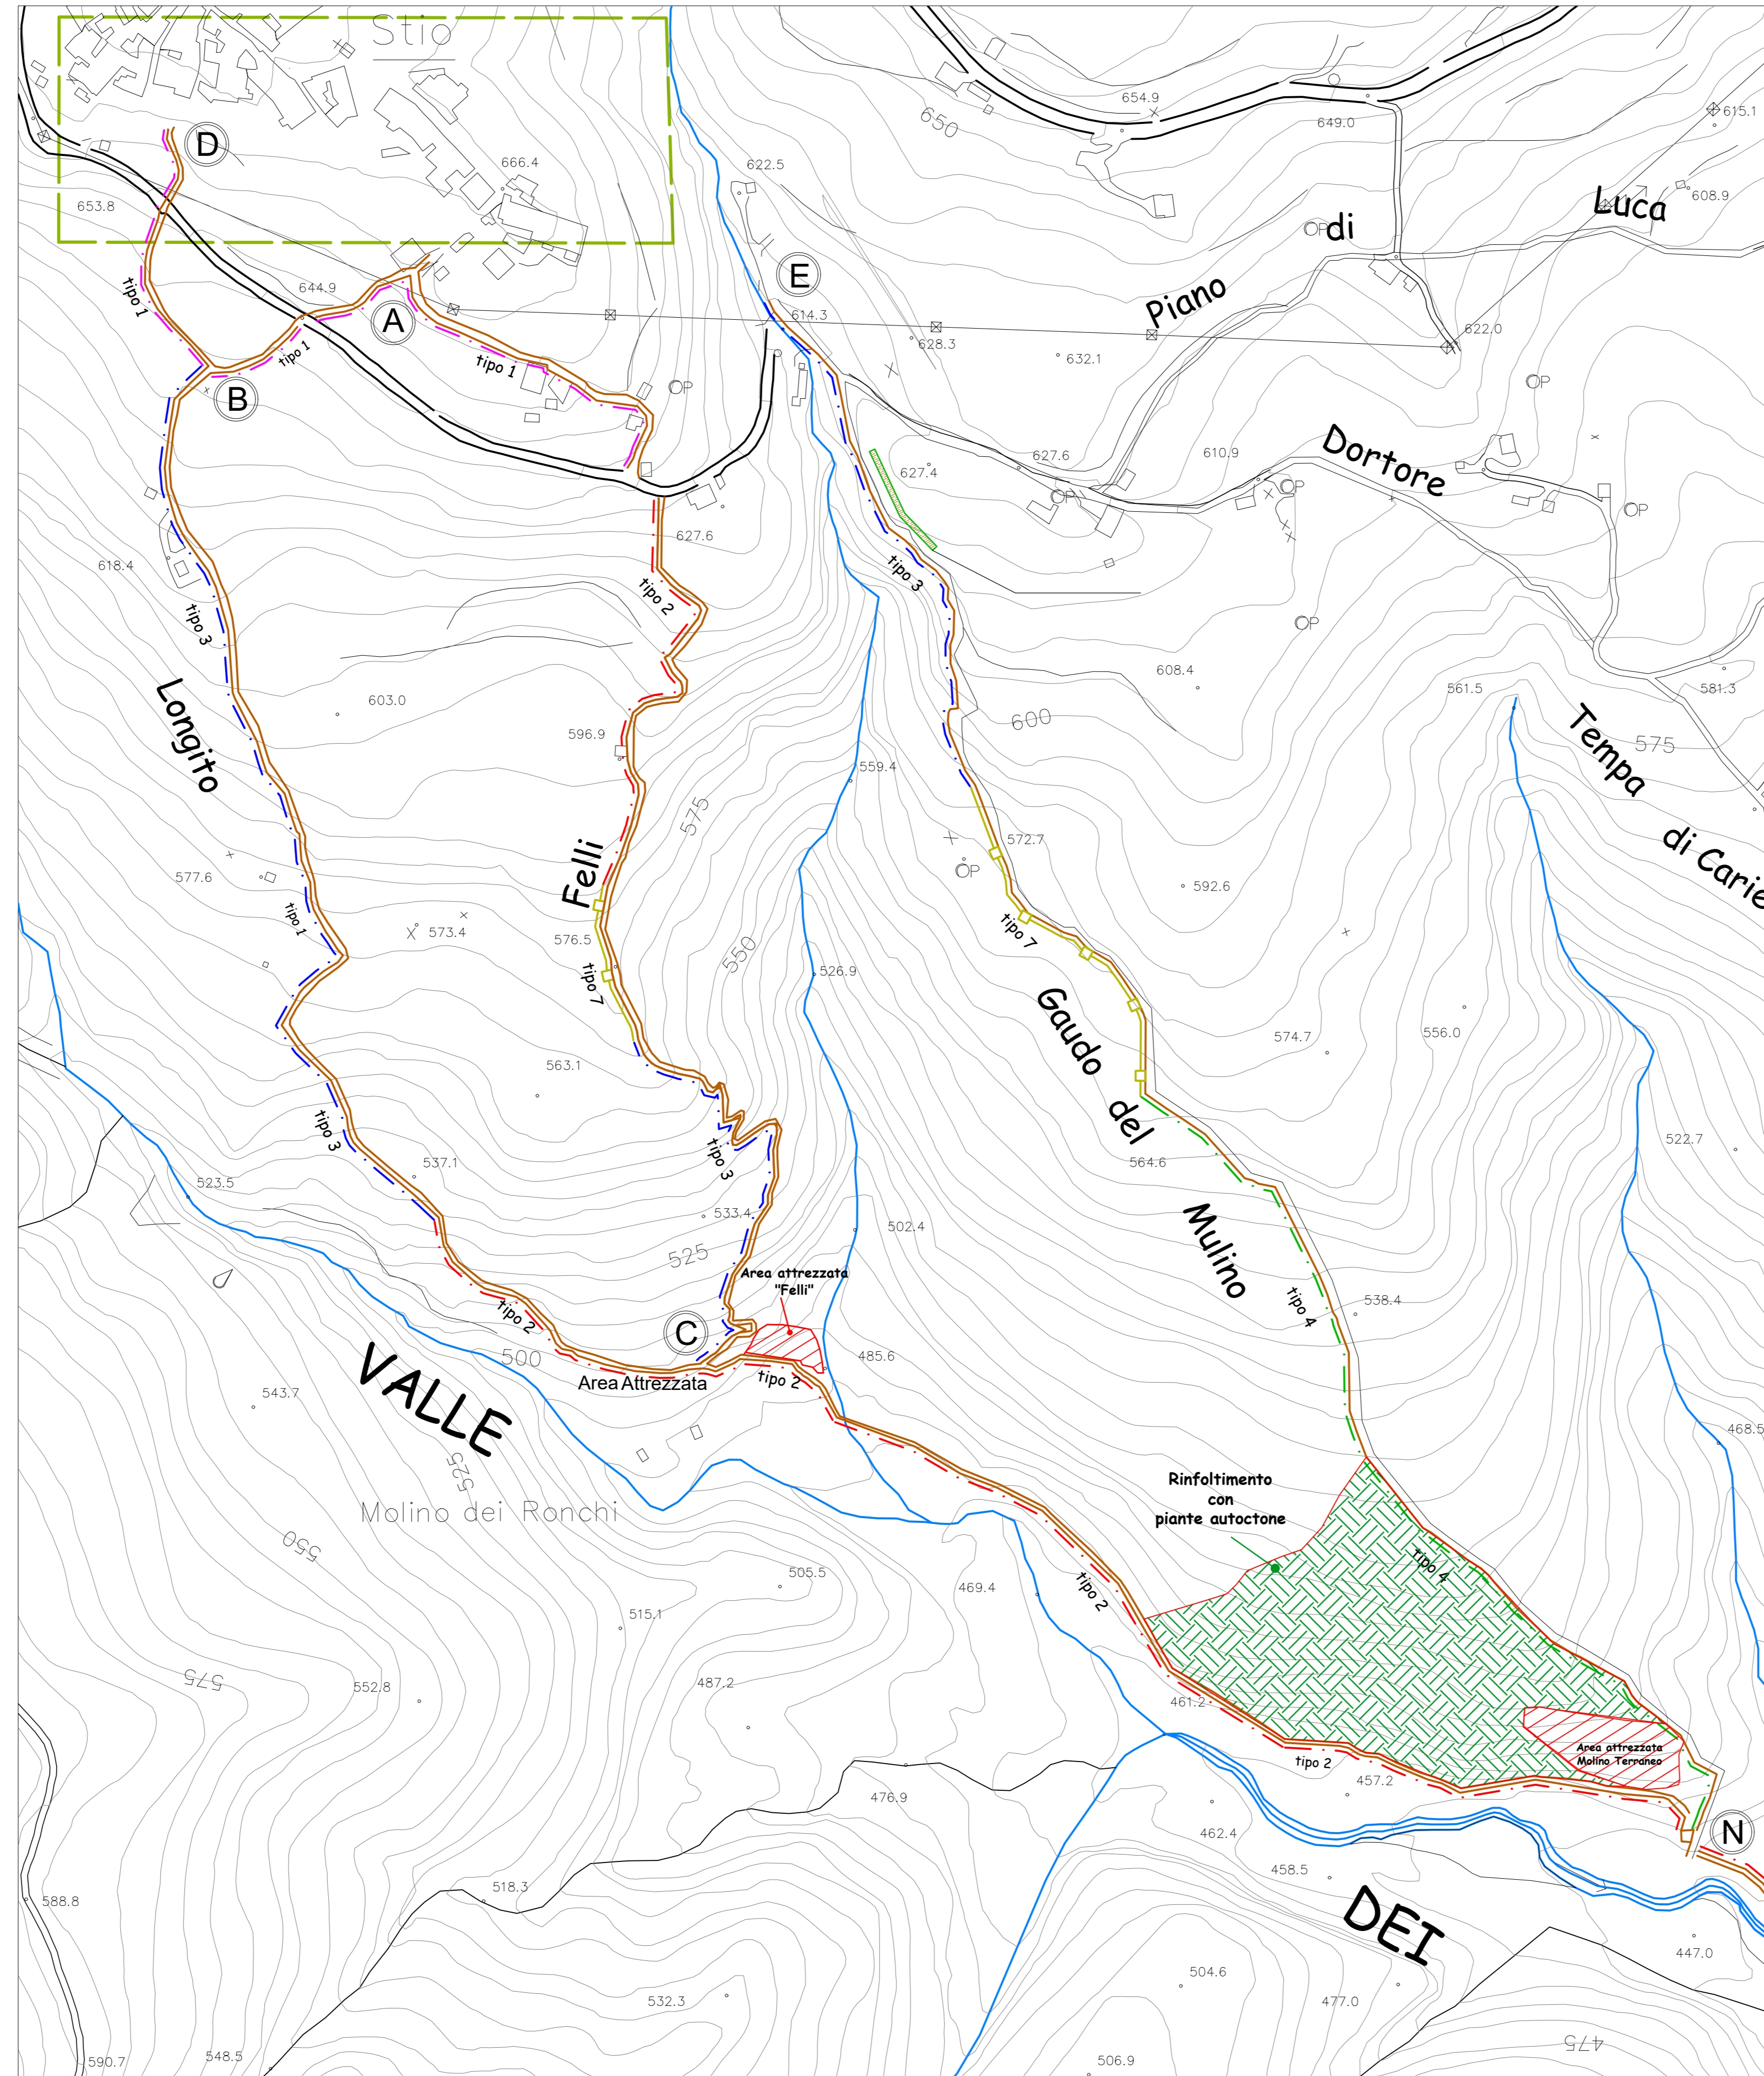 Stio
654.9
650
649.0
615.1
D
666.4
622.5
653.8
Luca
608.9
di
OP
E
Piano
tipo 1
644.9
A
614.3
628.3
632.1
622.0
tipo 1
tipo 1
OP
OP
B
Dortore
627.4
627.6
610.9
OP
OP
OP
627.6
618.4
tipo 3
tipo 2
tipo 3
OP
608.4
561.5
581.3
Longito
603.0
600
Tempa
575
596.9
559.4
575
572.7
di Carie
Felli
OP
577.6
592.6
tipo 1
573.4
576.5
550
tipo 7
526.9
tipo 7
Gaudo
574.7
556.0
563.1
del
tipo 3
tipo 3
522.7
537.1
564.6
523.5
533.4
502.4
Mulino
525
Area attrezzata
"Felli"
tipo 4
538.4
tipo 2
C
500
485.6
VALLE
Area Attrezzata
tipo 2
543.7
468.5
525
Rinfoltimento
con
piante autoctone
Molino dei Ronchi
550
tipo 4
505.5
469.4
tipo 2
515.1
575
552.8
487.2
461.2
Area attrezzata
Molino Terraneo
tipo 2
457.2
476.9
462.4
N
458.5
518.3
588.8
DEI
447.0
504.6
532.3
477.0
475
590.7
548.5
506.9